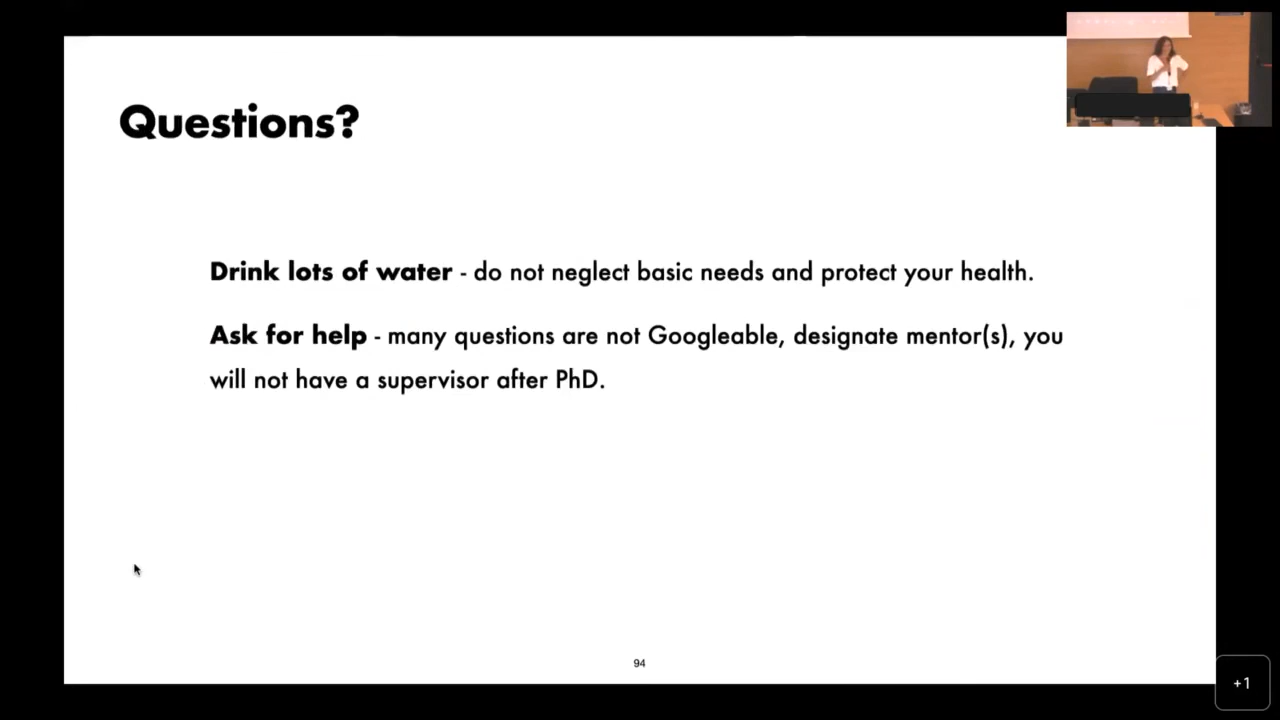 Questions?
Drink lots of water - do not neglect basic needs and protect your health.
Ask for help - many questions are not Googleable, designate mentor(s), you
will not have a supervisor after PhD.
94
+1